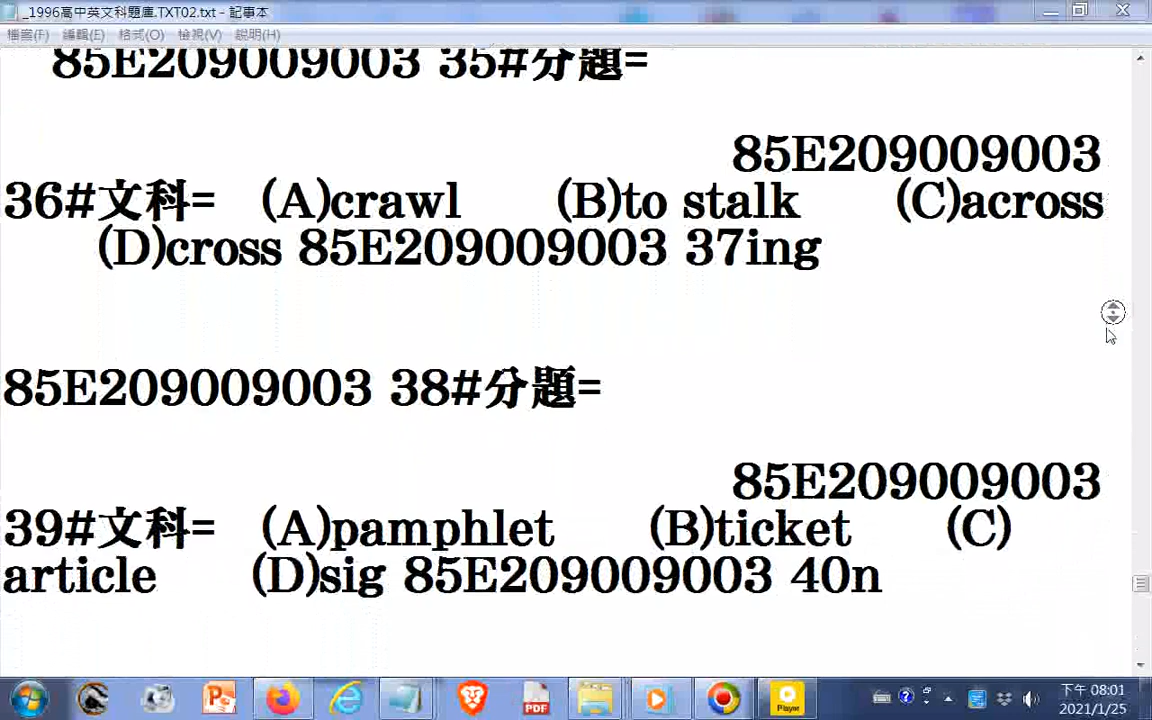 _1996高中英文科題庫.TXT02.txt - 記事本
檔案(F) 編輯(E) 格式(O) 檢視(V) 說明(H)
85E209009003 35#分題=
85E209009003
36#文科= (A)crawl (B)to stalk (C)across
(D)cross 85E209009003 37ing
85E209009003 38#分題=
85E209009003
39#文科= (A)pamphlet (B)ticket (C)
article (D)sig 85E209009003 40n
PDF
Player
下午 08:01
2021/1/25